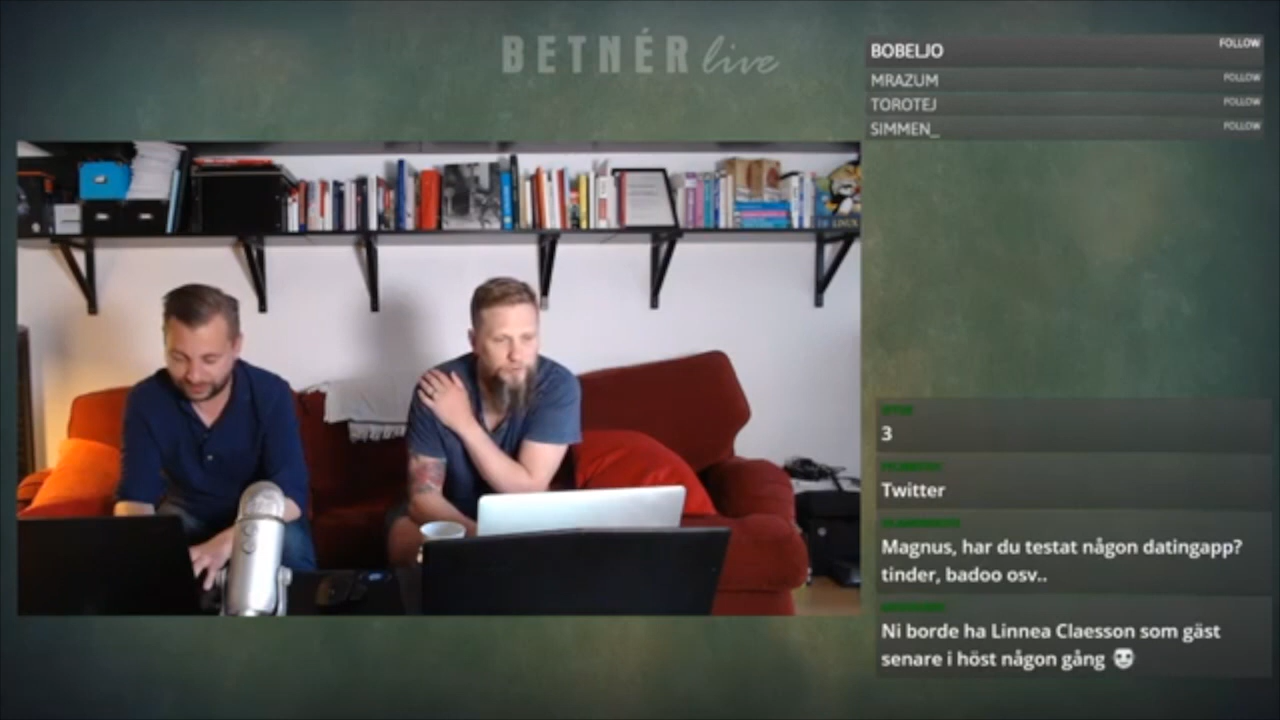 BETNÉR live
BOBELJO FOLLOW
MRAZUM FOLLOW
TOROTEJ FOLLOW
SIMMEN_ FOLLOW
3
Twitter
Magnus, har du testat någon datingapp?
tinder, badoo osv..
Ni borde ha Linnea Claesson som gäst
senare i höst någon gång